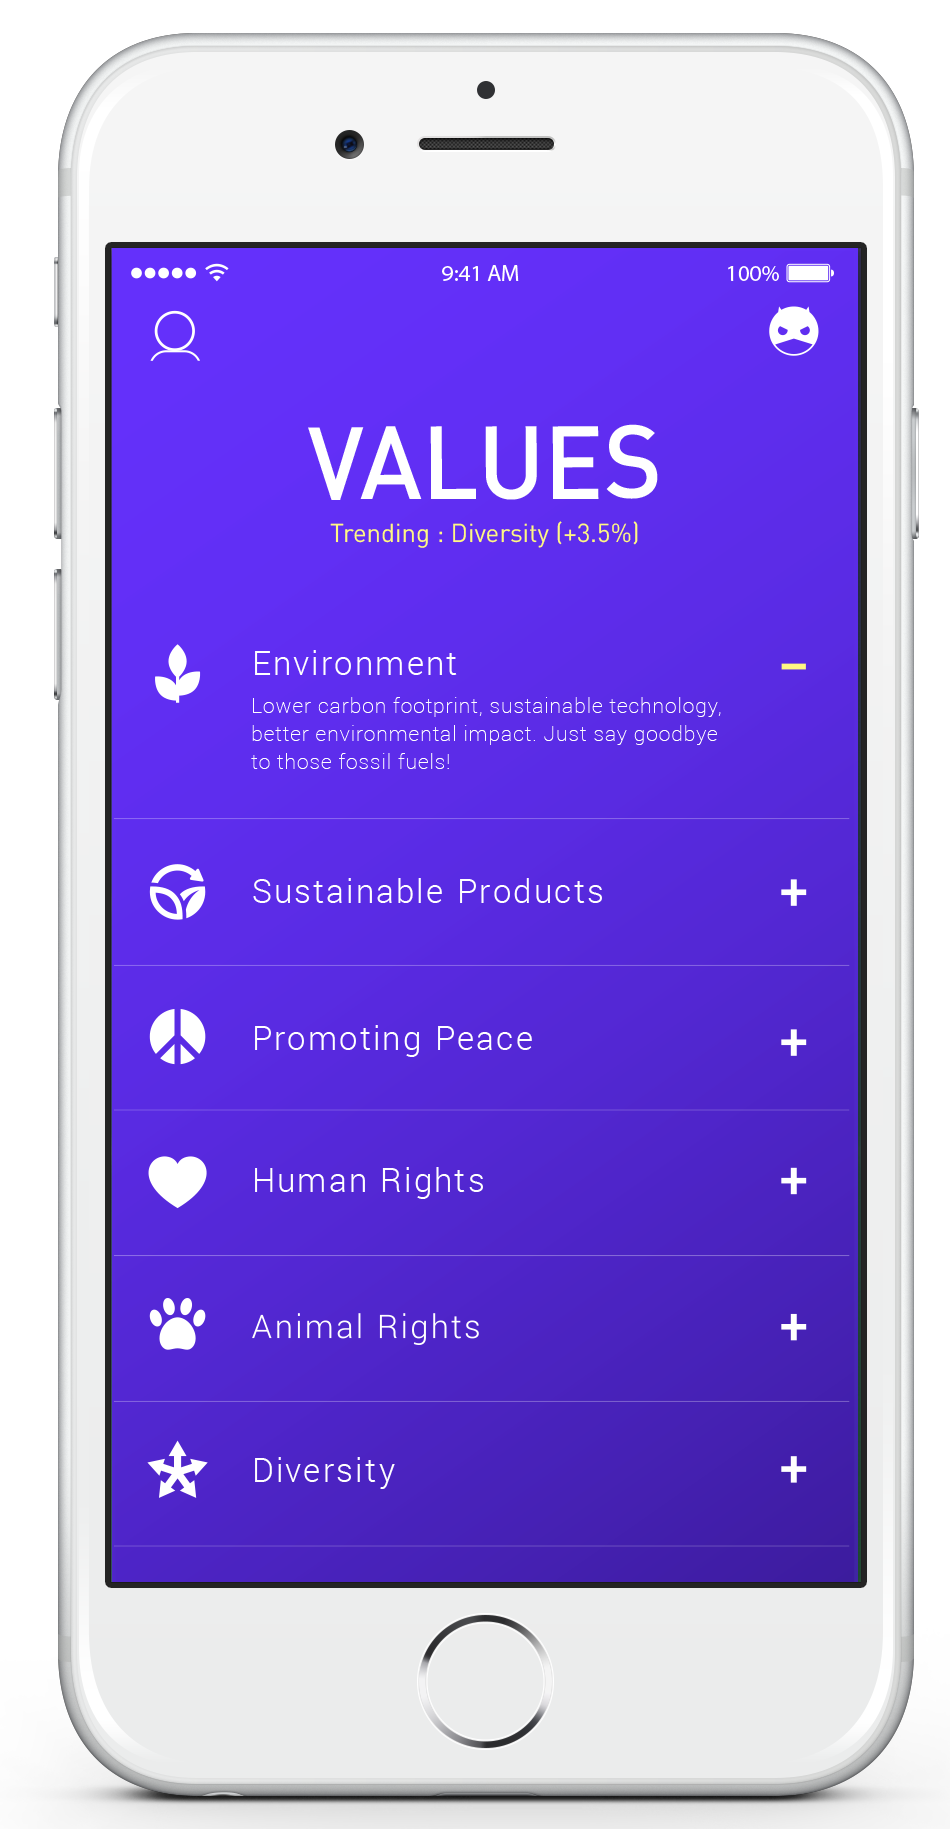 9:41 AM 100%
VALUES
Trending : Diversity (+3.5%)
Environment
Lower carbon footprint, sustainable technology,
better environmental impact. Just say goodbye
to those fossil fuels!
Sustainable Products
Promoting Peace
Human Rights
Animal Rights
Diversity